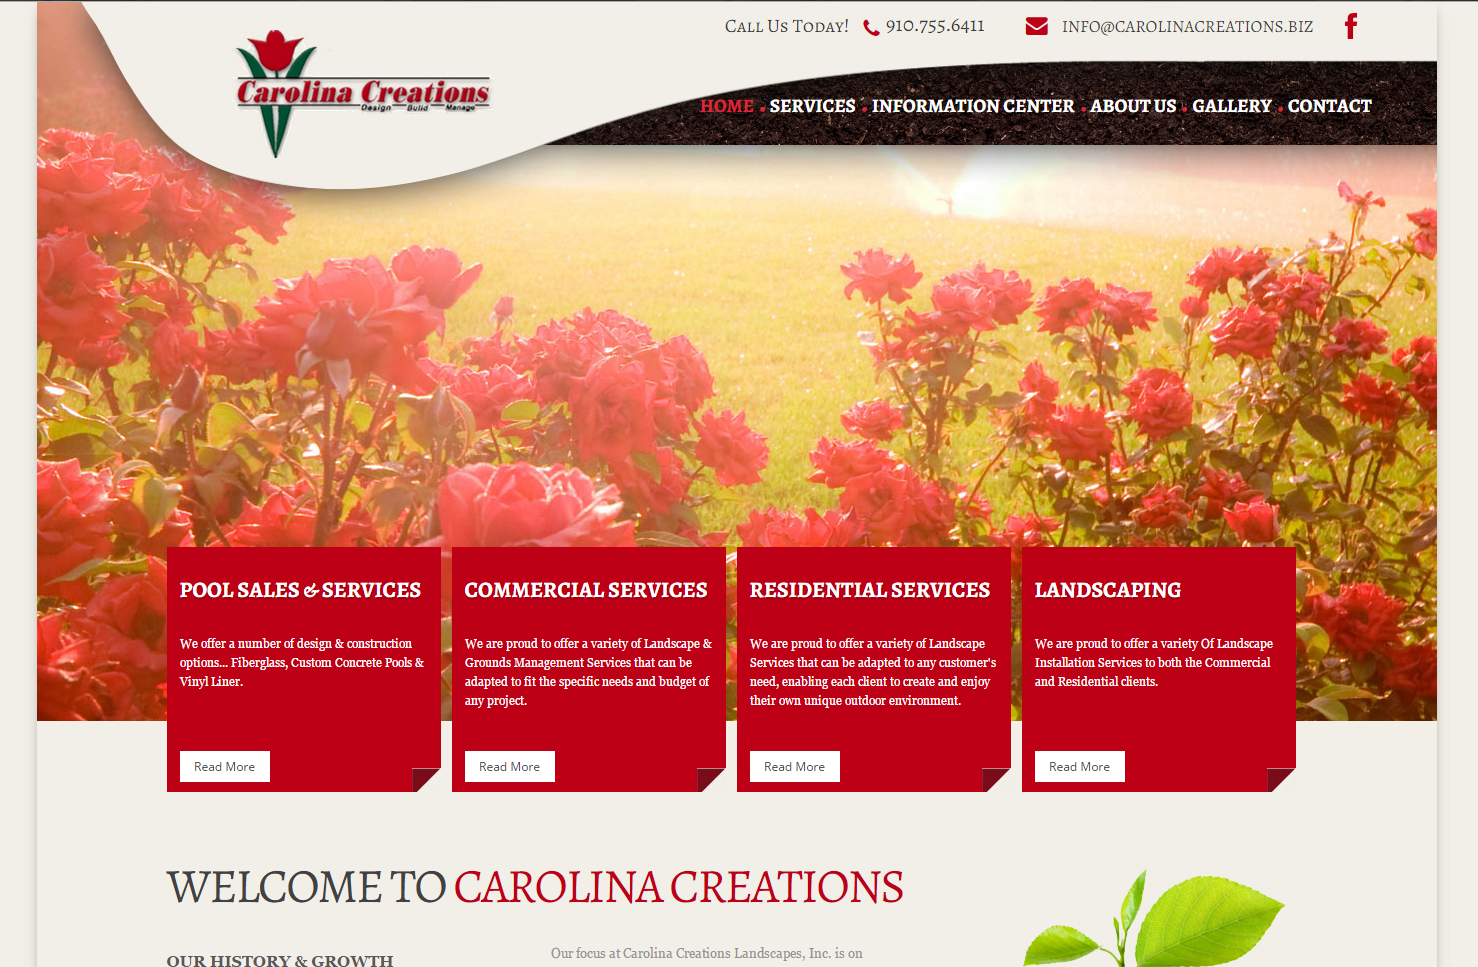 Call Us Today! 910.755.6411 INFO@CAROLINACREATIONS.BIZ
Carolina Creations
Design Build Manage
HOME SERVICES INFORMATION CENTER ABOUT US GALLERY CONTACT
POOL SALES & SERVICES
We offer a number of design & construction
options... Fiberglass, Custom Concrete Pools &
Vinyl Liner.
Read More
COMMERCIAL SERVICES
We are proud to offer a variety of Landscape &
Grounds Management Services that can be
adapted to fit the specific needs and budget of
any project.
Read More
RESIDENTIAL SERVICES
We are proud to offer a variety of Landscape
Services that can be adapted to any customer's
need, enabling each client to create and enjoy
their own unique outdoor environment.
Read More
LANDSCAPING
We are proud to offer a variety Of Landscape
Installation Services to both the Commercial
and Residential clients.
Read More
WELCOME TO CAROLINA CREATIONS
OUR HISTORY & GROWTH
Our focus at Carolina Creations Landscapes, Inc. is on